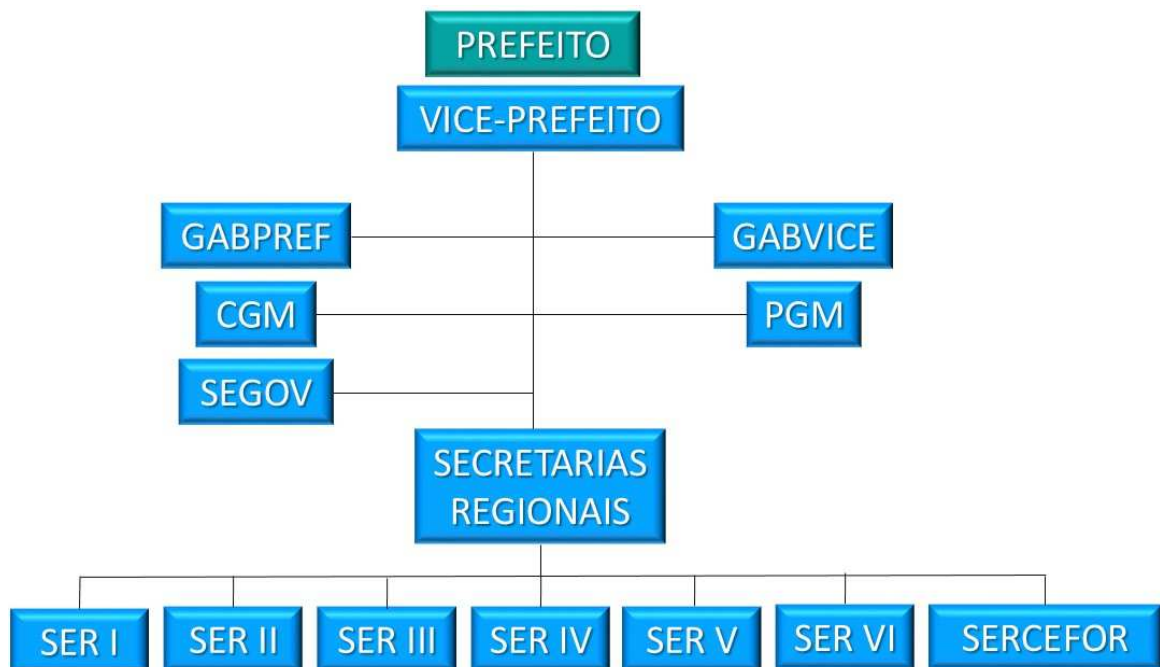 PREFEITO
VICE-PREFEITO
GABPREF
GABVICE
CGM
PGM
SEGOV
SECRETARIAS
REGIONAIS
SER I
SER II
SER III
SER IV
SER V
SER VI
SERCEFOR